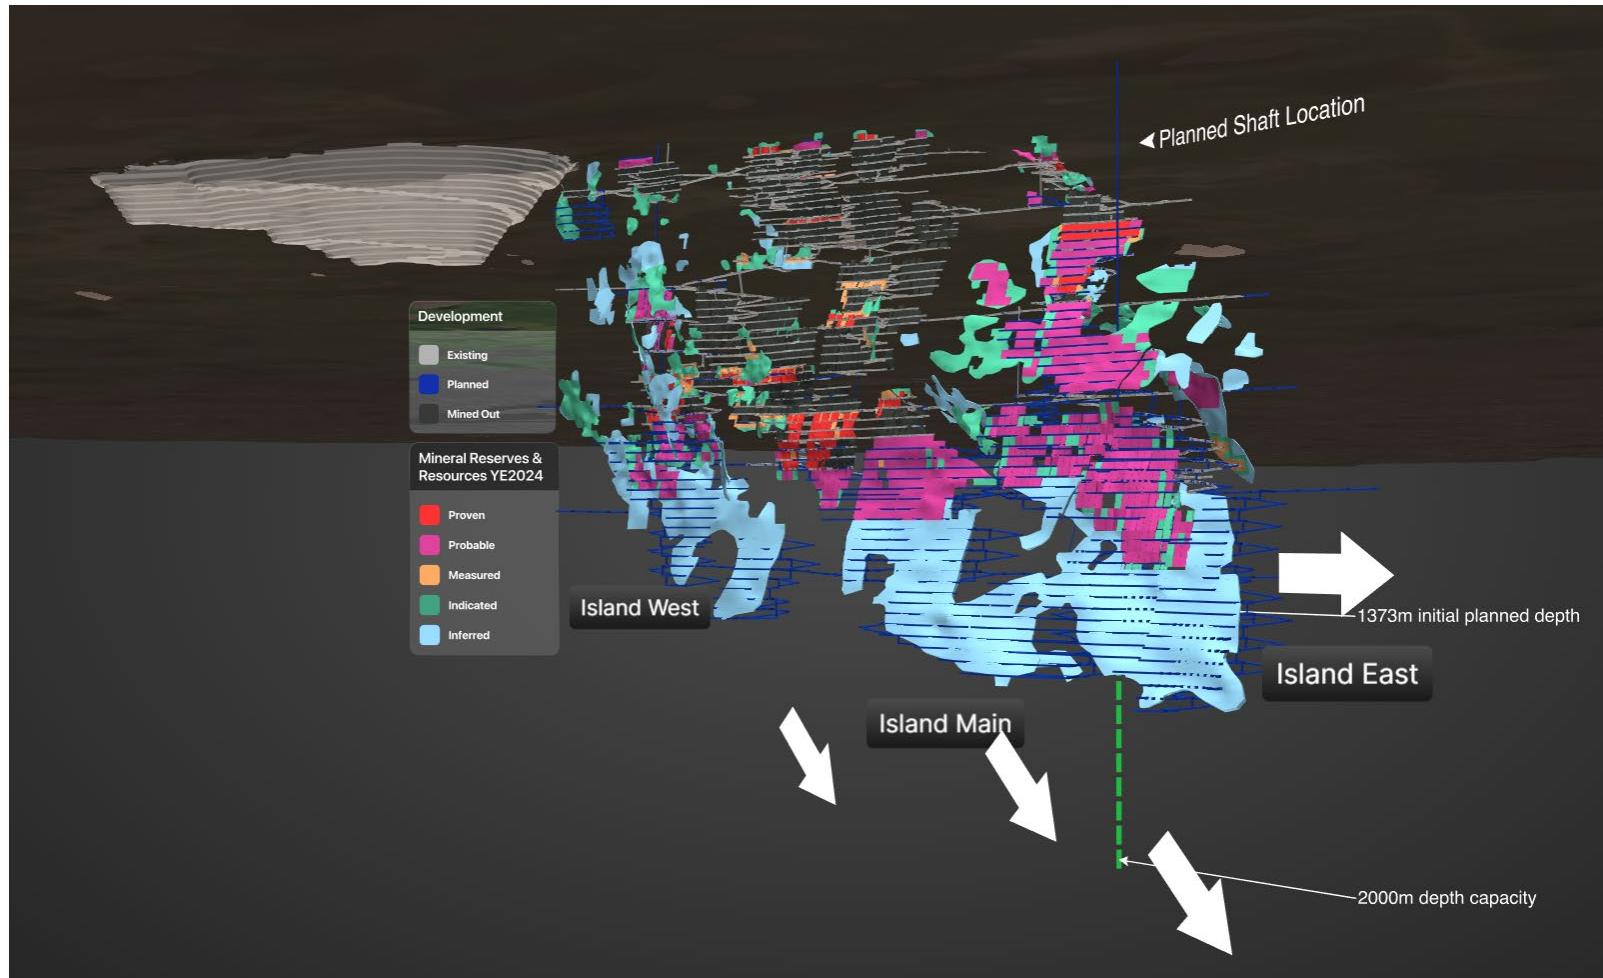 Planned Shaft Location
Development
Existing
Planned
Mined Out
Mineral Reserves &
Resources YE2024
Proven
Probable
Measured
Indicated
Inferred
Island West
1373m initial planned depth
Island East
Island Main
2000m depth capacity